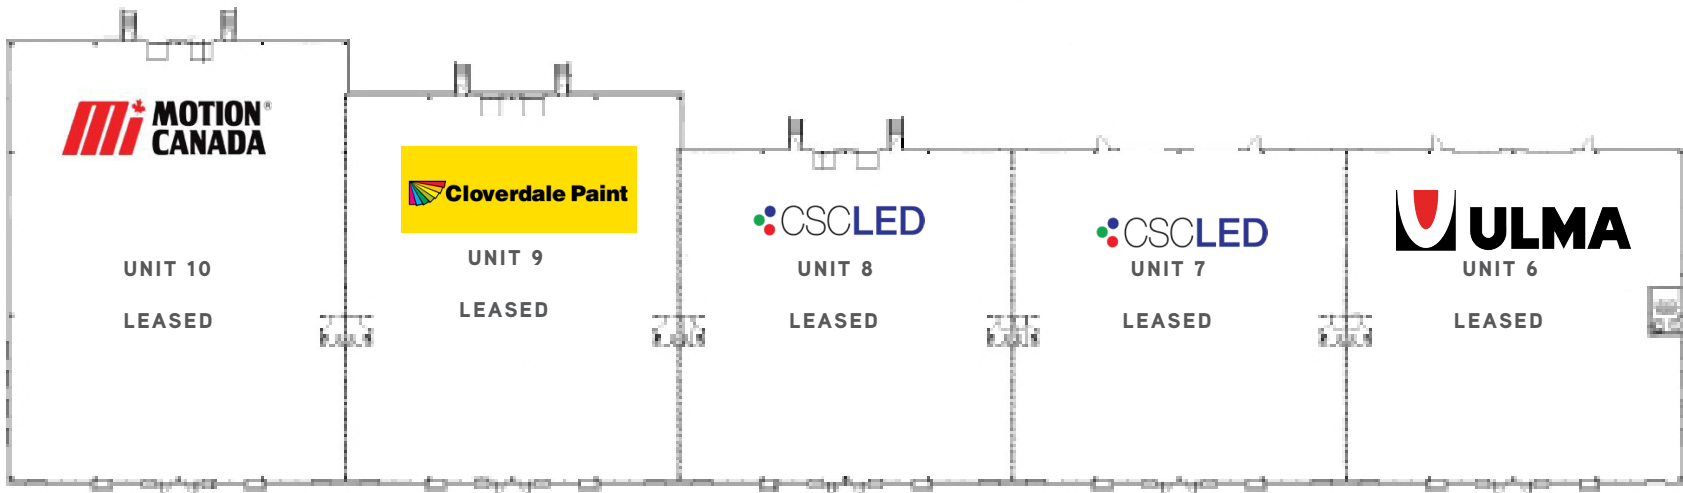 MOTION®
CANADA
UNIT 10
LEASED
Cloverdale Paint
UNIT 9
LEASED
CSCLED
UNIT 8
LEASED
CSCLED
UNIT 7
LEASED
ULMA
UNIT 6
LEASED